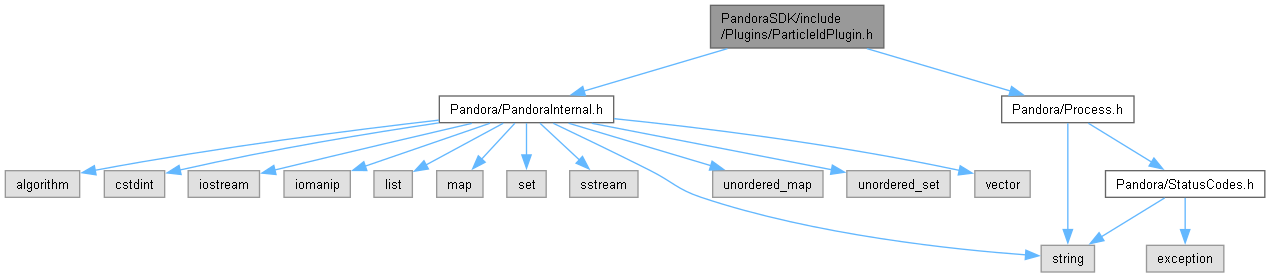 PandoraSDK/include
/Plugins/ParticleIdPlugin.h
Pandora/PandoraInternal.h
Pandora/Process.h
algorithm
cstdint
iostream
iomanip
list
map
set
sstream
unordered_map
unordered_set
vector
Pandora/StatusCodes.h
string
exception